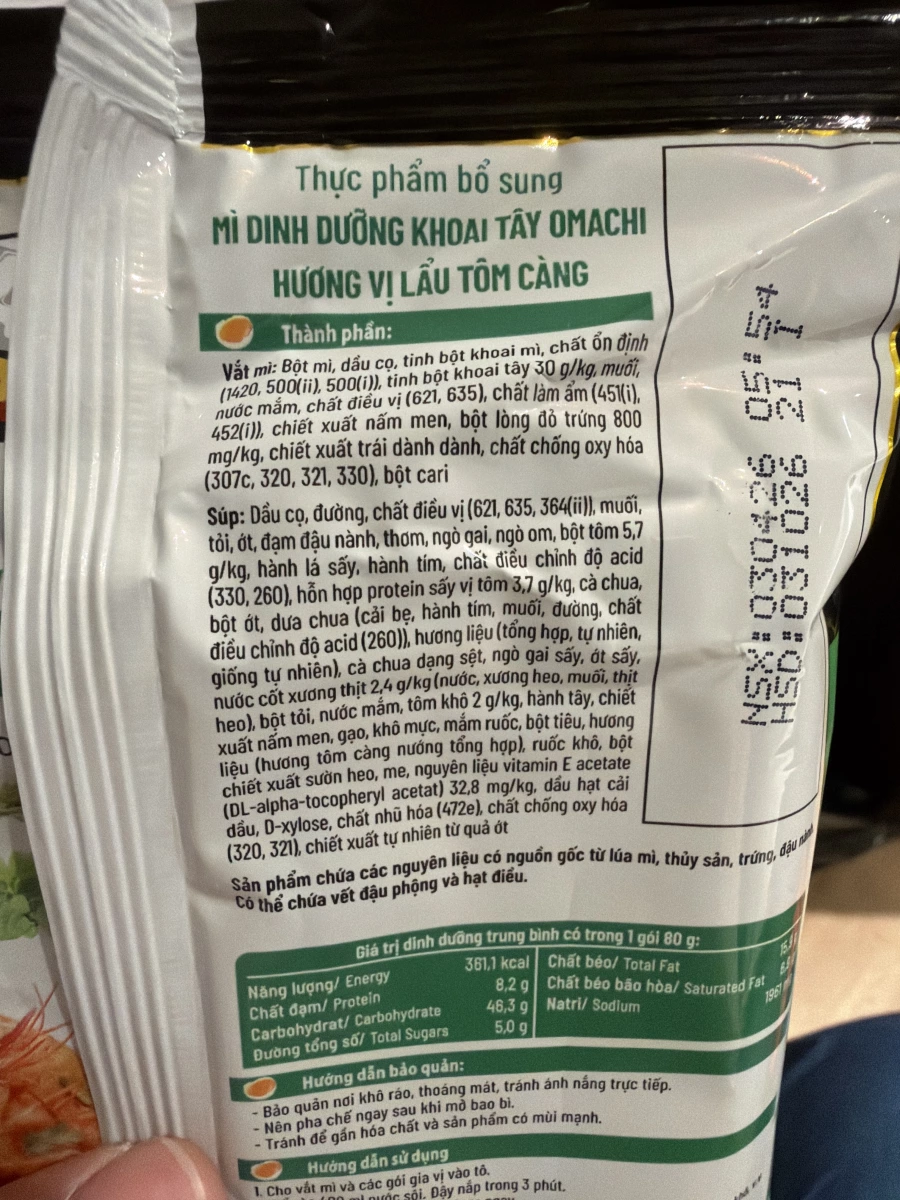 Thực phẩm bổ sung
MÌ DINH DƯỠNG KHOAI TÂY OMACHI
HƯƠNG VỊ LẨU TÔM CÀNG
Thành phần:
Vắt mì: Bột mì, dầu cọ, tinh bột khoai mì, chất ổn định
(1420, 500(ii), 500(i)), tinh bột khoai tây 30 g/kg, muối,
nước mắm, chất điều vị (621, 635), chất làm ẩm (451(i),
452(i)), chiết xuất nấm men, bột lòng đỏ trứng 800
mg/kg, chiết xuất trái dành dành, chất chống oxy hóa
(307c, 320, 321, 330), bột cari
Súp: Dầu cọ, đường, chất điều vị (621, 635, 364(ii)), muối,
tỏi, ớt, đạm đậu nành, thơm, ngò gai, ngò om, bột tôm 5,7
g/kg, hành lá sấy, hành tím, chất điều chỉnh độ acid
(330, 260), hỗn hợp protein sấy vị tôm 3,7 g/kg, cà chua,
bột ớt, dưa chua (cải bẹ, hành tím, muối, đường, chất
điều chỉnh độ acid (260)), hương liệu (tổng hợp, tự nhiên,
giống tự nhiên), cà chua dạng sệt, ngò gai sấy, ớt sấy,
nước cốt xương thịt 2,4 g/kg (nước, xương heo, muối, thịt
heo), bột tỏi, nước mắm, tôm khô 2 g/kg, hành tây, chiết
xuất nấm men, gạo, khô mực, mắm ruốc, bột tiêu, hương
liệu (hương tôm càng nướng tổng hợp), ruốc khô, bột
chiết xuất sườn heo, me, nguyên liệu vitamin E acetate
(DL-alpha-tocopheryl acetat) 32,8 mg/kg, dầu hạt cải
dầu, D-xylose, chất nhũ hóa (472e), chất chống oxy hóa
(320, 321), chiết xuất tự nhiên từ quả ớt
Sản phẩm chứa các nguyên liệu có nguồn gốc từ lúa mì, thủy sản, trứng, đậu nành
Có thể chứa vết đậu phộng và hạt điều.
NSX:030426 05:54
HSD:031026 21 T
Giá trị dinh dưỡng trung bình có trong 1 gói 80 g:
Năng lượng/ Energy 361,1 kcal
Chất đạm/ Protein 8,2 g
Carbohydrat/ Carbohydrate 46,3 g
Đường tổng số/ Total Sugars 5,0 g
Chất béo/ Total Fat
Chất béo bão hòa/ Saturated Fat
Natri/ Sodium 1961
Hướng dẫn bảo quản:
- Bảo quản nơi khô ráo, thoáng mát, tránh ánh nắng trực tiếp.
- Nên pha chế ngay sau khi mở bao bì.
- Tránh để gần hóa chất và sản phẩm có mùi mạnh.
Hướng dẫn sử dụng
1. Cho vắt mì và các gói gia vị vào tô.
nước sôi. Đậy nắp trong 3 phút.